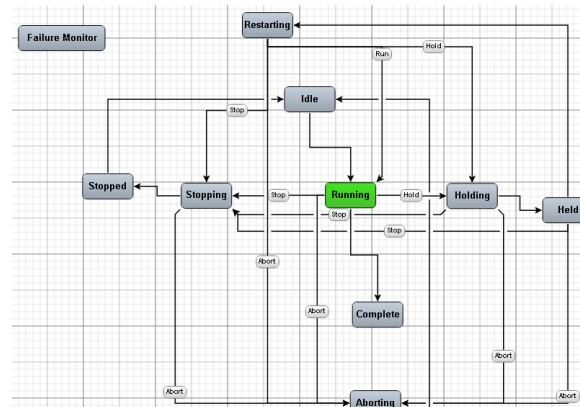 Restarting
Failure Monitor
Run
Hold
Idle
Stop
Stopped
Stopping
Stop
Running
Hold
Holding
Held
Stop
Stop
Abort
Complete
Abort
Abort
Abort
Abort
Aborting